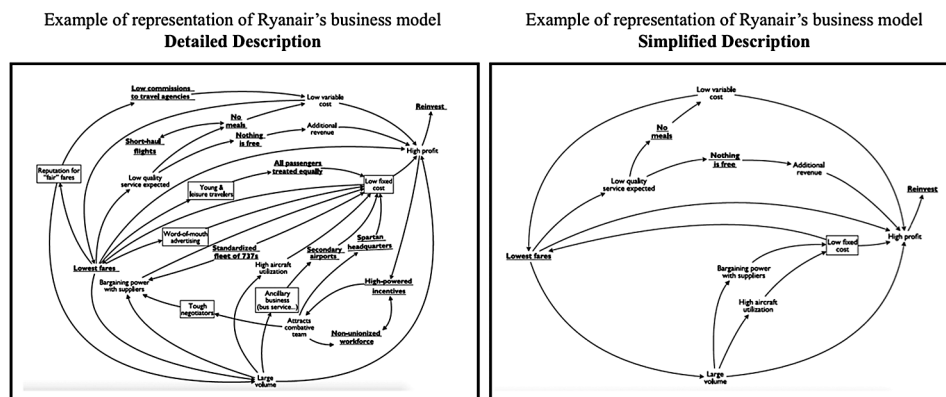 Example of representation of Ryanair’s business model
Detailed Description
Low commissions
to travel agencies
Low variable
cost
Reinvest
No
meals
Additional
revenue
Short-haul
flights
Nothing
is free
High profit
Reputation for
"fair" fares
All passengers
treated equally
Low quality
service expected
Young &
leisure travelers
Low fixed
cost
Word-of-mouth
advertising
Standardized
fleet of 737s
Secondary
airports
Spartan
headquarters
Lowest fares
High aircraft
utilization
Bargaining power
with suppliers
High-powered
incentives
Ancillary
business
(bus service...)
Tough
negotiators
Attracts
combative
team
Non-unionized
workforce
Large
volume
Example of representation of Ryanair’s business model
Simplified Description
Low variable
cost
No
meals
Nothing
is free
Additional
revenue
Low quality
service expected
Reinvest
High profit
Low fixed
cost
Lowest fares
Bargaining power
with suppliers
High aircraft
utilization
Large
volume